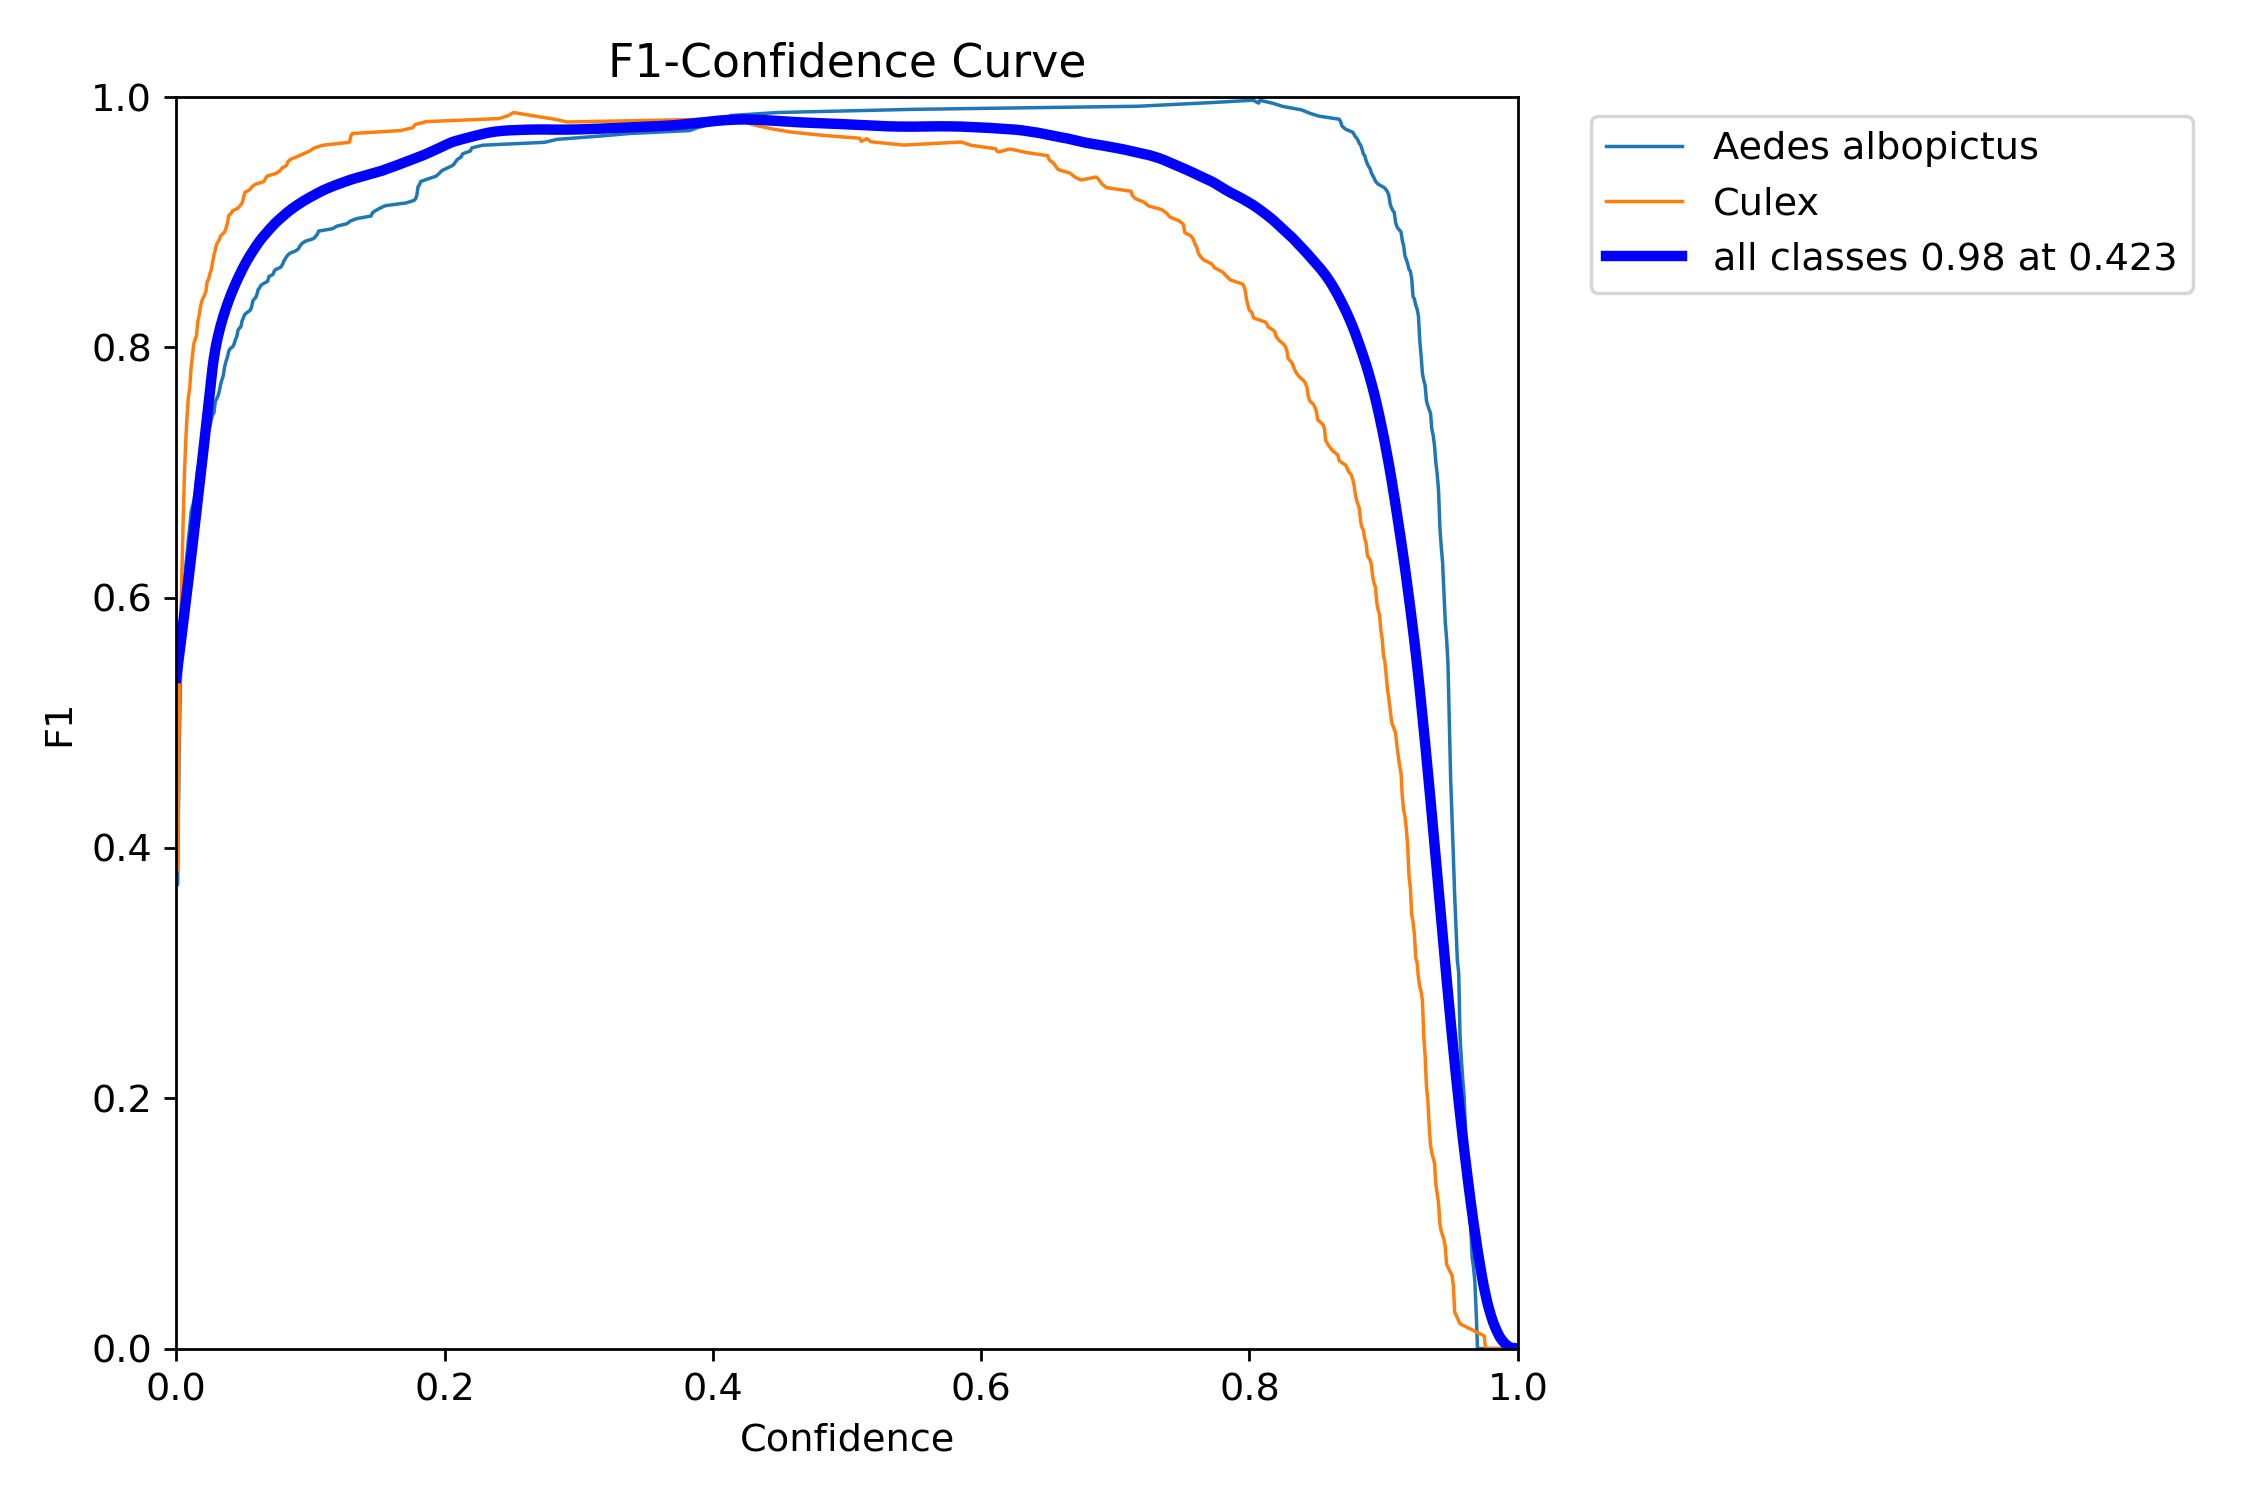 F1-Confidence Curve
1.0
0.8
0.6
0.4
0.2
0.0
F1
0.0 0.2 0.4 0.6 0.8 1.0
Confidence
Aedes albopictus
Culex
all classes 0.98 at 0.423